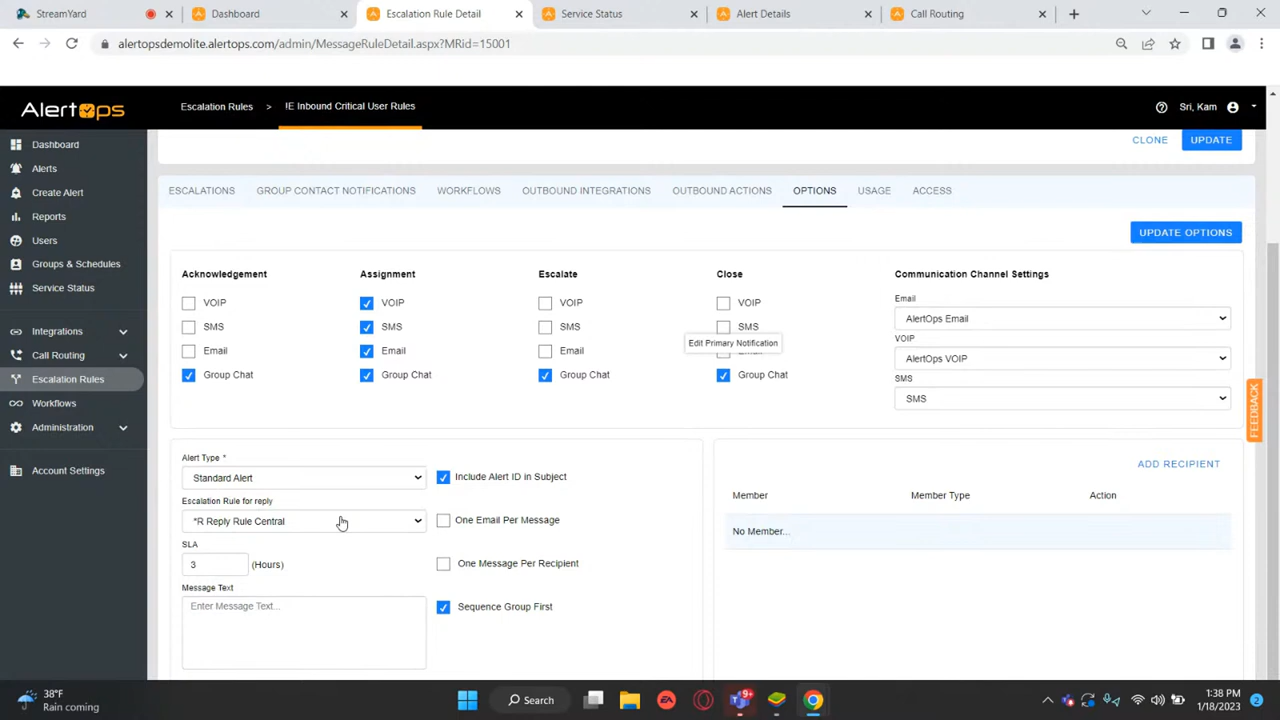 StreamYard
Dashboard
Escalation Rule Detail
Service Status
Alert Details
Call Routing
alertopsdemolite.alertops.com/admin/MessageRuleDetail.aspx?MRid=15001
AlertOps
Escalation Rules > !E Inbound Critical User Rules
Sri, Kam
Dashboard
Alerts
Create Alert
Reports
Users
Groups & Schedules
Service Status
Integrations
Call Routing
Escalation Rules
Workflows
Administration
Account Settings
CLONE UPDATE
ESCALATIONS GROUP CONTACT NOTIFICATIONS WORKFLOWS OUTBOUND INTEGRATIONS OUTBOUND ACTIONS OPTIONS USAGE ACCESS
UPDATE OPTIONS
Acknowledgement
VOIP
SMS
Email
Group Chat
Assignment
VOIP
SMS
Email
Group Chat
Escalate
VOIP
SMS
Email
Group Chat
Close
VOIP
SMS
Edit Primary Notification
Group Chat
Communication Channel Settings
Email
AlertOps Email
VOIP
AlertOps VOIP
SMS
SMS
FEEDBACK
Alert Type *
Standard Alert
Escalation Rule for reply
*R Reply Rule Central
SLA
3 (Hours)
Message Text
Enter Message Text...
Include Alert ID in Subject
One Email Per Message
One Message Per Recipient
Sequence Group First
ADD RECIPIENT
Member Member Type Action
No Member...
38°F
Rain coming
Search
9+
1:38 PM
1/18/2023
2